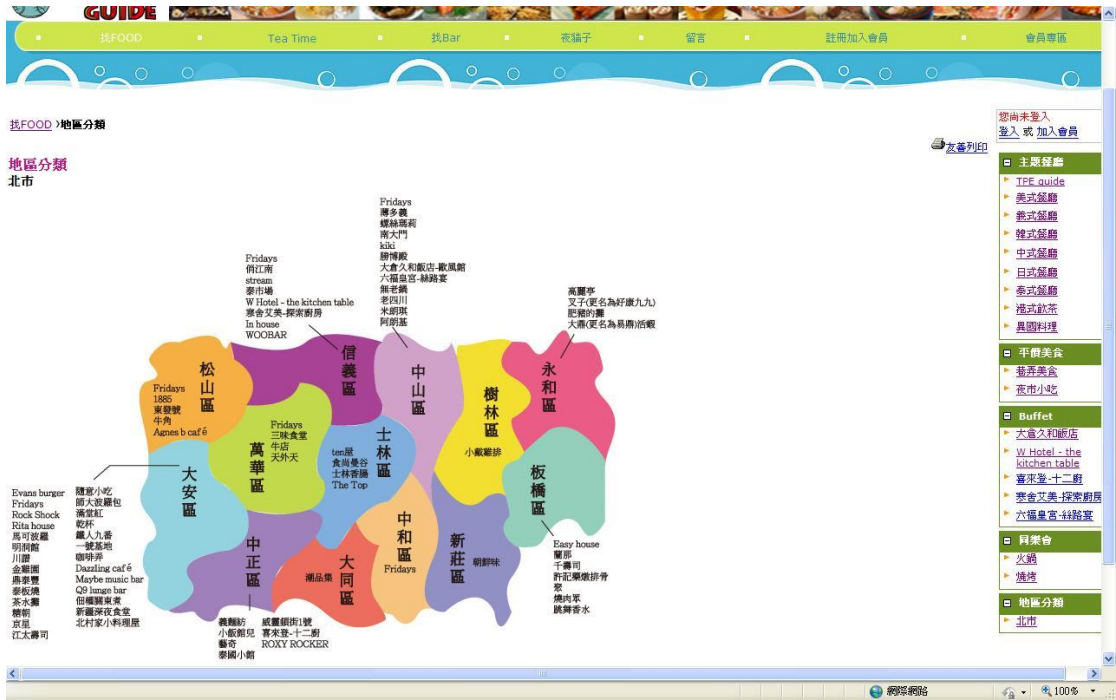 GUIDE
找FOOD
Tea Time
找Bar
夜貓子
留言
註冊加入會員
會員專區
找FOOD >地區分類
友善列印
地區分類
北市
Fridays
薄多義
螺絲瑪莉
南大門
kiki
勝博殿
大倉久和飯店-歐風館
六福皇宮-絲路宴
無老鍋
老四川
米朗琪
阿朗基
Fridays
俏江南
stream
泰市場
W Hotel - the kitchen table
寒舍艾美-探索廚房
In house
WOOBAR
高麗亭
叉子(更名為好康九九)
肥豬的攤
大鼎(更名為易鼎)活蝦
松山區
Fridays
1885
東發號
牛角
Agnes b café
信義區
中山區
樹林區
小戴雞排
永和區
萬華區
Fridays
三味食堂
牛店
天外天
士林區
ten屋
食尚曼谷
士林香腸
The Top
大安區
Evans burger
Fridays
Rock Shock
Rita house
馬可波羅
明洞館
川譜
金雞園
鼎泰豐
泰板燒
茶水攤
糖朝
京星
江太壽司
隨意小吃
師大波羅包
滿堂紅
乾杯
鐵人九番
一號基地
咖啡弄
Dazzling café
Maybe music bar
Q9 lunge bar
佃權關東煮
新疆深夜食堂
北村家小料理屋
板橋區
Easy house
蘭那
千壽司
許記藥燉排骨
窓
燒肉眾
跳舞香水
中正區
義麵紡
小飯館兒
藝奇
泰國小館
威靈頓街1號
喜來登-十二廚
ROXY ROCKER
大同區
潮品集
中和區
Fridays
新莊區
朝鮮味
您尚未登入
登入 或 加入會員
主題餐廳
TPE guide
美式餐廳
義式餐廳
韓式餐廳
中式餐廳
日式餐廳
泰式餐廳
港式飲茶
異國料理
平價美食
巷弄美食
夜市小吃
Buffet
大倉久和飯店
W Hotel - the
kitchen table
喜來登-十二廚
寒舍艾美-探索廚房
六福皇宮-絲路宴
同樂會
火鍋
燒烤
地區分類
北市
網際網路
100%